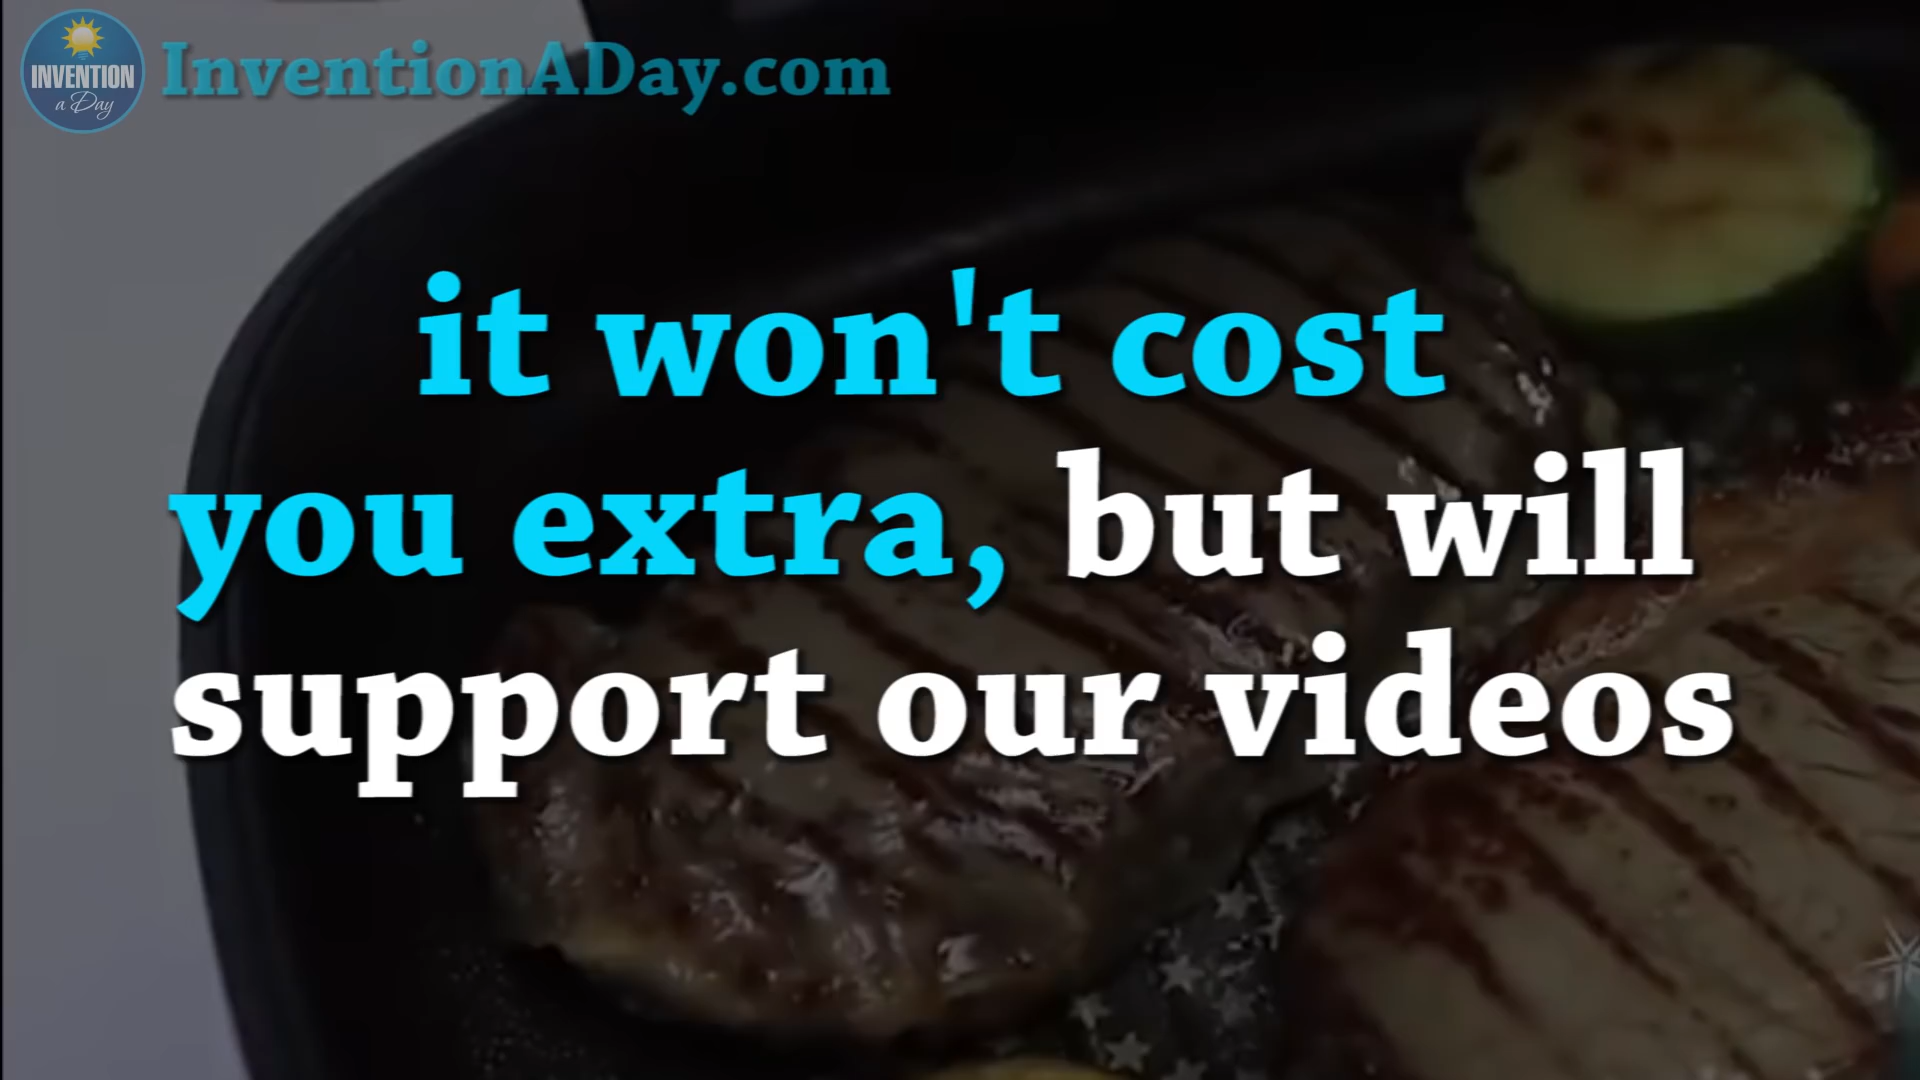 INVENTION
a Day
InventionADay.com
it won't cost
you extra, but will
support our videos